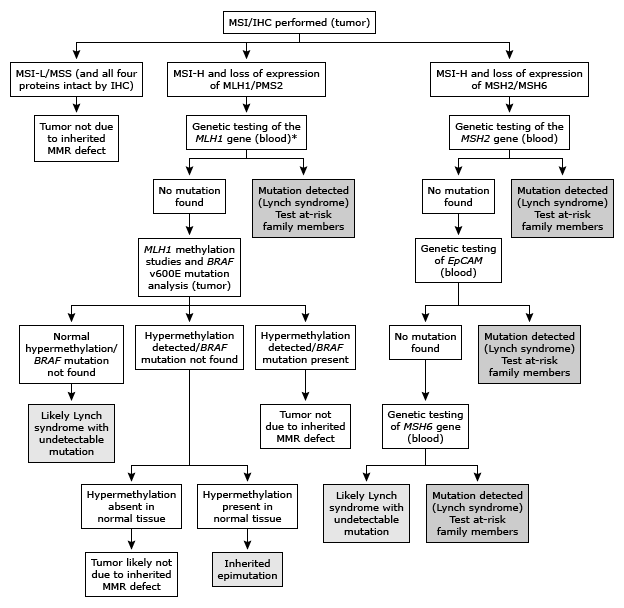 MSI/IHC performed (tumor)
MSI-L/MSS (and all four
proteins intact by IHC)
MSI-H and loss of expression
of MLH1/PMS2
MSI-H and loss of expression
of MSH2/MSH6
Tumor not due
to inherited
MMR defect
Genetic testing of the
MLH1 gene (blood)*
Genetic testing of the
MSH2 gene (blood)
No mutation
found
Mutation detected
(Lynch syndrome)
Test at-risk
family members
No mutation
found
Mutation detected
(Lynch syndrome)
Test at-risk
family members
MLH1 methylation
studies and BRAF
v600E mutation
analysis (tumor)
Genetic testing
of EpCAM
(blood)
Normal
hypermethylation/
BRAF mutation
not found
Hypermethylation
detected/BRAF
mutation not found
Hypermethylation
detected/BRAF
mutation present
No mutation
found
Mutation detected
(Lynch syndrome)
Test at-risk
family members
Likely Lynch
syndrome with
undetectable
mutation
Tumor not
due to inherited
MMR defect
Genetic testing
of MSH6 gene
(blood)
Hypermethylation
absent in
normal tissue
Hypermethylation
present in
normal tissue
Likely Lynch
syndrome with
undetectable
mutation
Mutation detected
(Lynch syndrome)
Test at-risk
family members
Tumor likely not
due to inherited
MMR defect
Inherited
epimutation